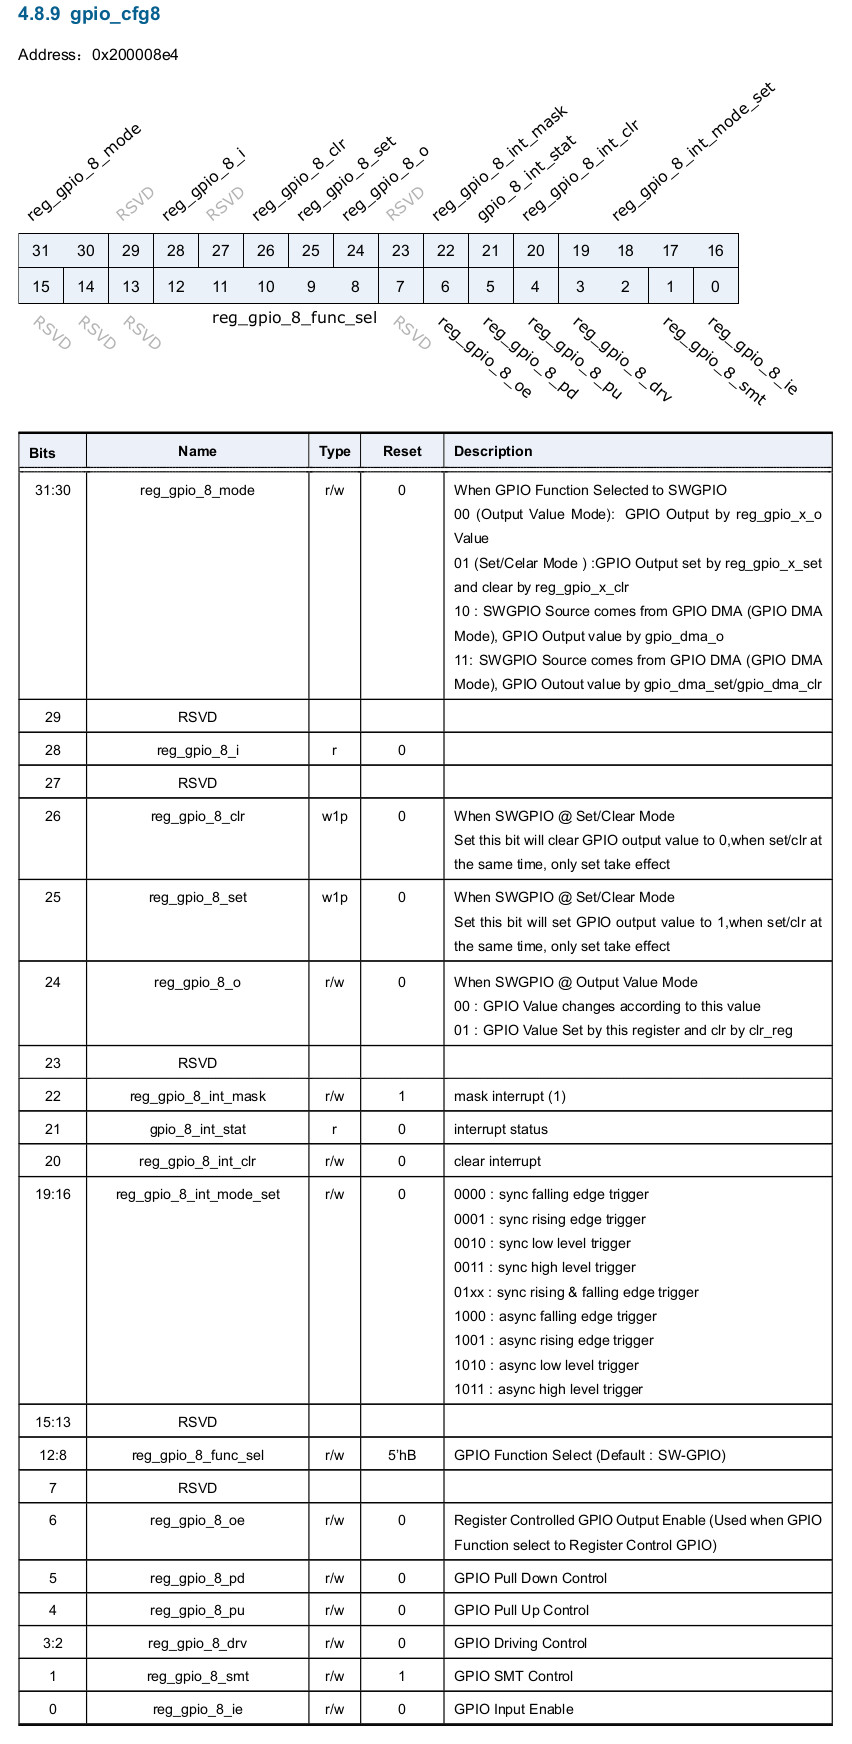 4.8.9 gpio_cfg8
Address： 0x200008e4
reg_gpio_8_mode RSVD reg_gpio_8_i RSVD reg_gpio_8_clr reg_gpio_8_set reg_gpio_8_o RSVD reg_gpio_8_int_mask gpio_8_int_stat reg_gpio_8_int_clr reg_gpio_8_int_mode_set
31 30 29 28 27 26 25 24 23 22 21 20 19 18 17 16
15 14 13 12 11 10 9 8 7 6 5 4 3 2 1 0
RSVD RSVD RSVD reg_gpio_8_func_sel RSVD reg_gpio_8_oe reg_gpio_8_pd reg_gpio_8_pu reg_gpio_8_drv reg_gpio_8_smt reg_gpio_8_ie
Bits Name Type Reset Description
31:30 reg_gpio_8_mode r/w 0 When GPIO Function Selected to SWGPIO
00 (Output Value Mode): GPIO Output by reg_gpio_x_o
Value
01 (Set/Celar Mode ) :GPIO Output set by reg_gpio_x_set
and clear by reg_gpio_x_clr
10 : SWGPIO Source comes from GPIO DMA (GPIO DMA
Mode), GPIO Output value by gpio_dma_o
11: SWGPIO Source comes from GPIO DMA (GPIO DMA
Mode), GPIO Outout value by gpio_dma_set/gpio_dma_clr
29 RSVD
28 reg_gpio_8_i r 0
27 RSVD
26 reg_gpio_8_clr w1p 0 When SWGPIO @ Set/Clear Mode
Set this bit will clear GPIO output value to 0,when set/clr at
the same time, only set take effect
25 reg_gpio_8_set w1p 0 When SWGPIO @ Set/Clear Mode
Set this bit will set GPIO output value to 1,when set/clr at
the same time, only set take effect
24 reg_gpio_8_o r/w 0 When SWGPIO @ Output Value Mode
00 : GPIO Value changes according to this value
01 : GPIO Value Set by this register and clr by clr_reg
23 RSVD
22 reg_gpio_8_int_mask r/w 1 mask interrupt (1)
21 gpio_8_int_stat r 0 interrupt status
20 reg_gpio_8_int_clr r/w 0 clear interrupt
19:16 reg_gpio_8_int_mode_set r/w 0 0000 : sync falling edge trigger
0001 : sync rising edge trigger
0010 : sync low level trigger
0011 : sync high level trigger
01xx : sync rising & falling edge trigger
1000 : async falling edge trigger
1001 : async rising edge trigger
1010 : async low level trigger
1011 : async high level trigger
15:13 RSVD
12:8 reg_gpio_8_func_sel r/w 5'hB GPIO Function Select (Default : SW-GPIO)
7 RSVD
6 reg_gpio_8_oe r/w 0 Register Controlled GPIO Output Enable (Used when GPIO
Function select to Register Control GPIO)
5 reg_gpio_8_pd r/w 0 GPIO Pull Down Control
4 reg_gpio_8_pu r/w 0 GPIO Pull Up Control
3:2 reg_gpio_8_drv r/w 0 GPIO Driving Control
1 reg_gpio_8_smt r/w 1 GPIO SMT Control
0 reg_gpio_8_ie r/w 0 GPIO Input Enable